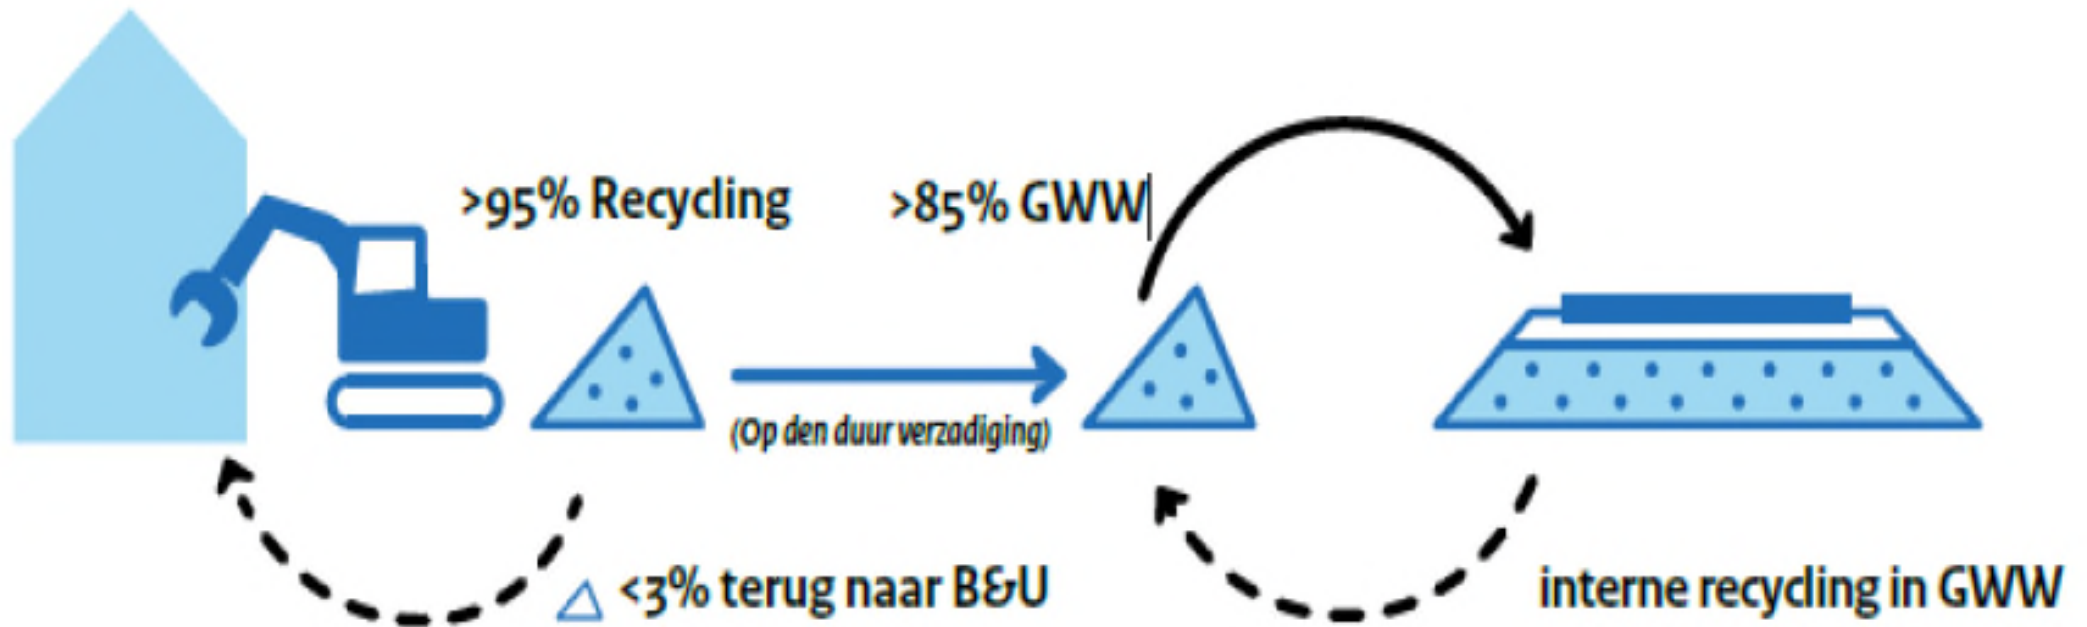 >95% Recycling
>85% GWW
(Op den duur verzadiging)
<3% terug naar B&U
interne recycling in GWW